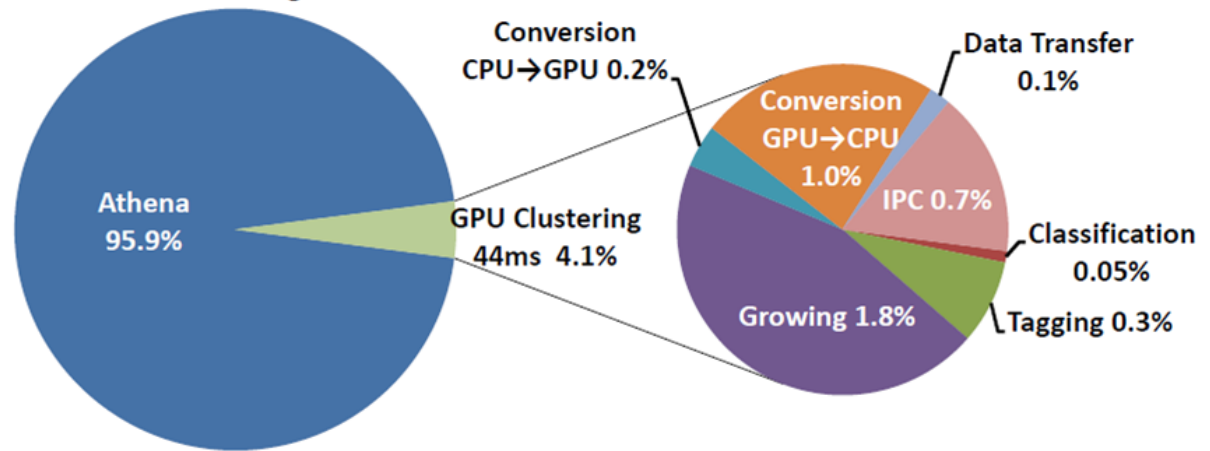 Athena
95.9%
GPU Clustering
44ms 4.1%
Conversion
CPU→GPU 0.2%
Conversion
GPU→CPU
1.0%
Data Transfer
0.1%
IPC 0.7%
Classification
0.05%
Tagging 0.3%
Growing 1.8%